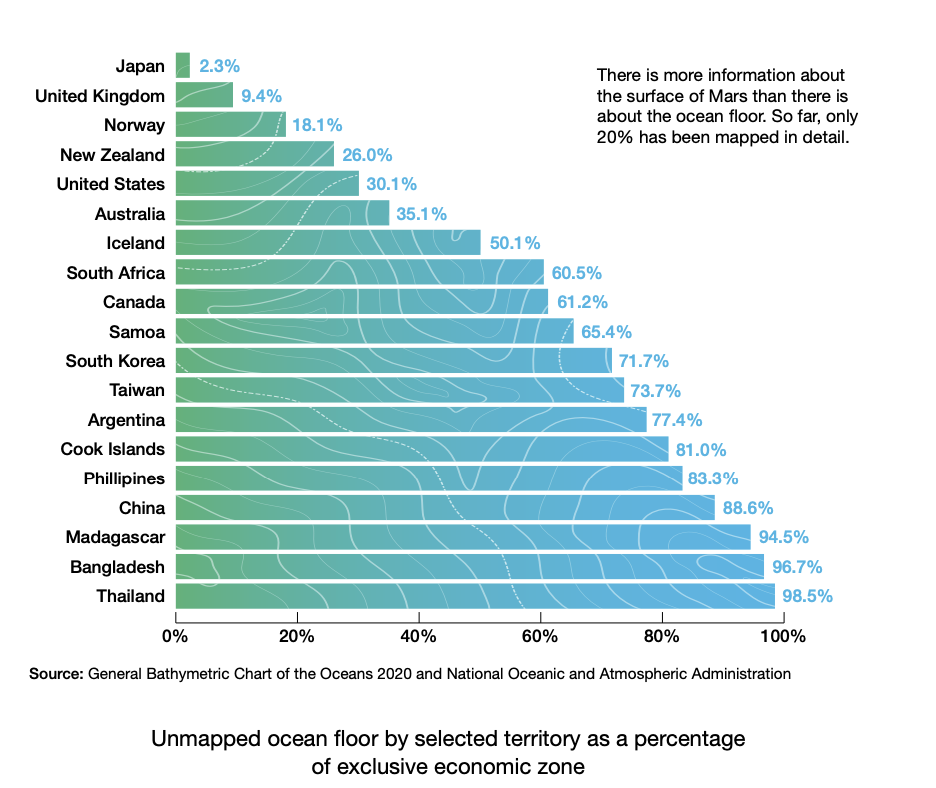 Japan 2.3%
United Kingdom 9.4%
Norway 18.1%
New Zealand 26.0%
United States 30.1%
Australia 35.1%
Iceland 50.1%
South Africa 60.5%
Canada 61.2%
Samoa 65.4%
South Korea 71.7%
Taiwan 73.7%
Argentina 77.4%
Cook Islands 81.0%
Phillipines 83.3%
China 88.6%
Madagascar 94.5%
Bangladesh 96.7%
Thailand 98.5%
0% 20% 40% 60% 80% 100%
There is more information about
the surface of Mars than there is
about the ocean floor. So far, only
20% has been mapped in detail.
Source: General Bathymetric Chart of the Oceans 2020 and National Oceanic and Atmospheric Administration
Unmapped ocean floor by selected territory as a percentage
of exclusive economic zone